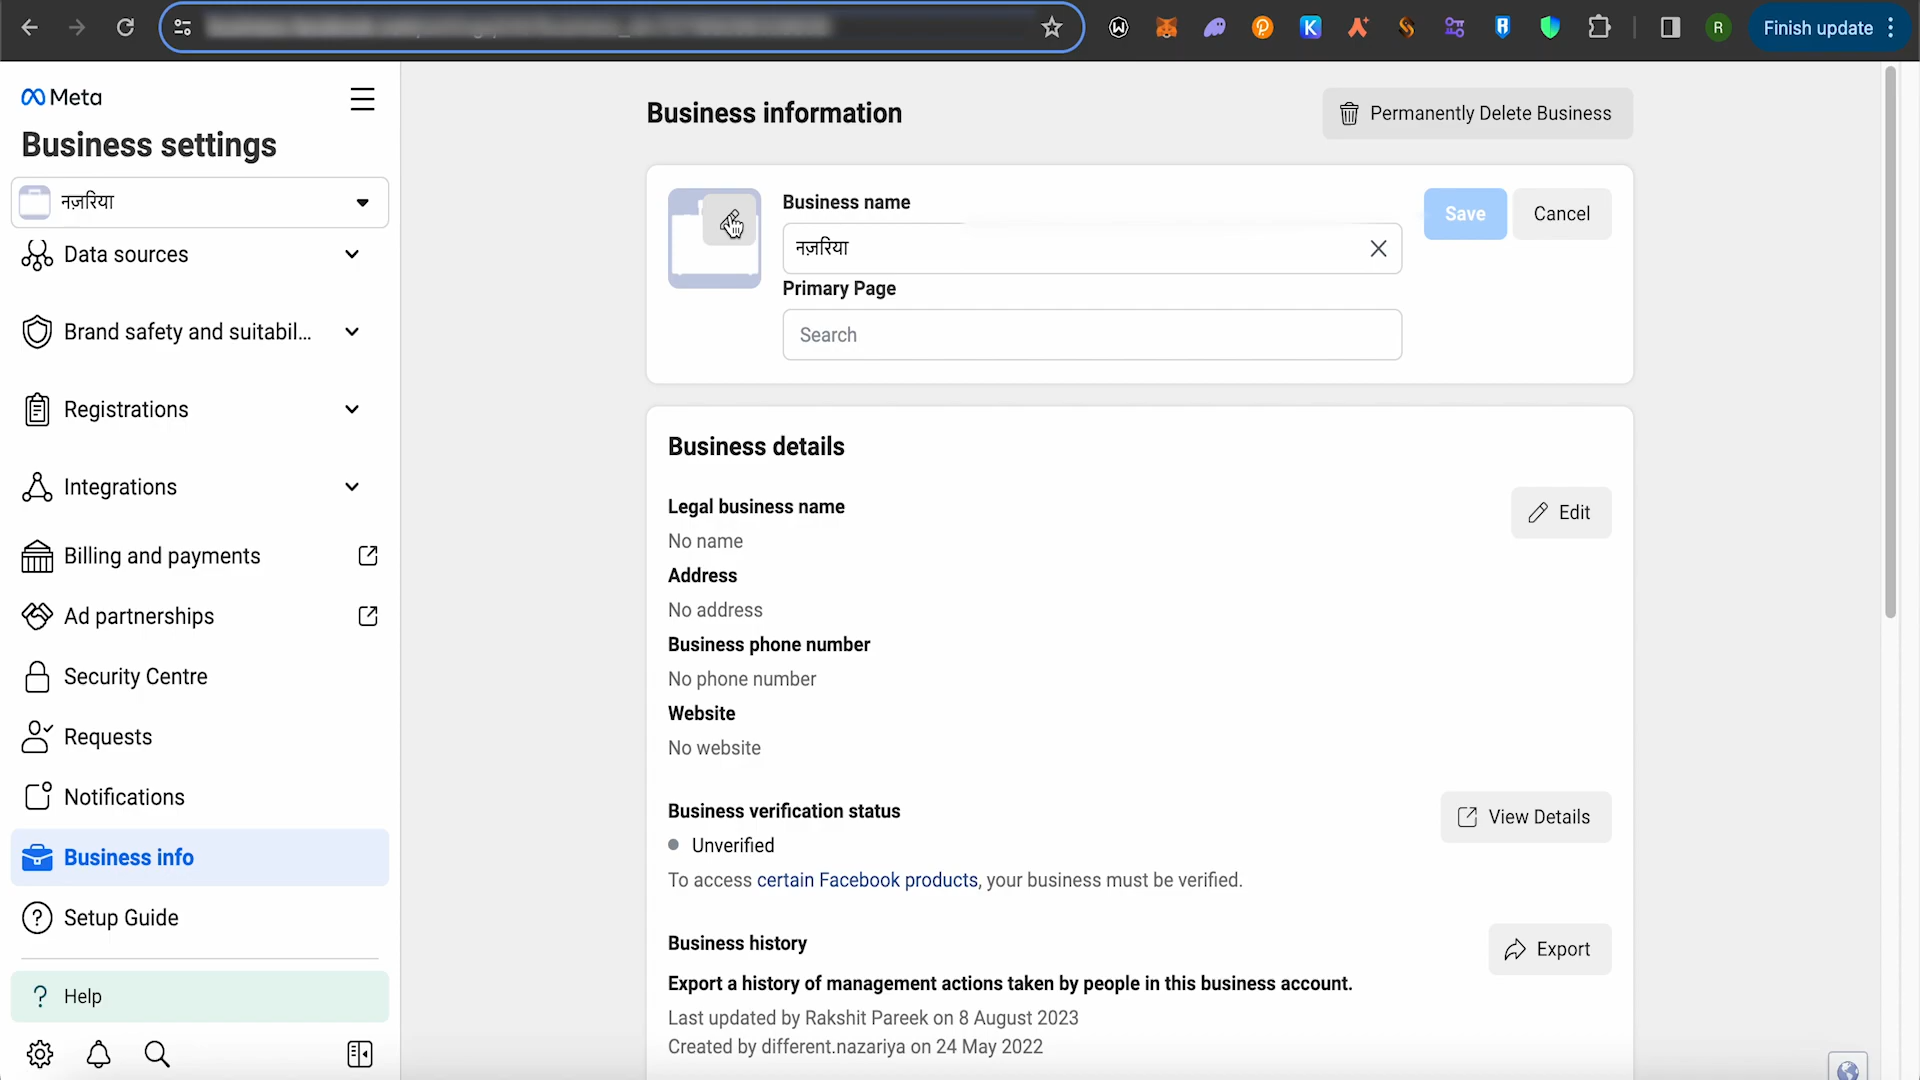 Finish update
R
Meta
Business settings
नज़रिया
Data sources
Brand safety and suitabil...
Registrations
Integrations
Billing and payments
Ad partnerships
Security Centre
Requests
Notifications
Business info
Setup Guide
? Help
Business information
Permanently Delete Business
Business name
नज़रिया
Save
Cancel
Primary Page
Search
Business details
Legal business name
Edit
No name
Address
No address
Business phone number
No phone number
Website
No website
Business verification status
View Details
Unverified
To access certain Facebook products, your business must be verified.
Business history
Export
Export a history of management actions taken by people in this business account.
Last updated by Rakshit Pareek on 8 August 2023
Created by different.nazariya on 24 May 2022